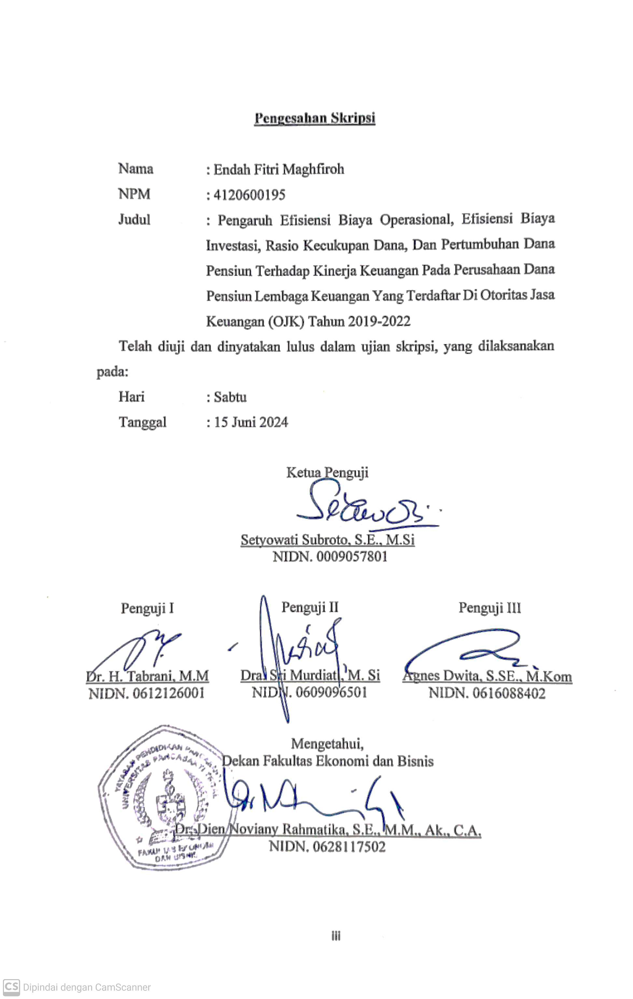 Pengesahan Skripsi
Nama : Endah Fitri Maghfiroh
NPM : 4120600195
Judul : Pengaruh Efisiensi Biaya Operasional, Efisiensi Biaya
Investasi, Rasio Kecukupan Dana, Dan Pertumbuhan Dana
Pensiun Terhadap Kinerja Keuangan Pada Perusahaan Dana
Pensiun Lembaga Keuangan Yang Terdaftar Di Otoritas Jasa
Keuangan (OJK) Tahun 2019-2022
Telah diuji dan dinyatakan lulus dalam ujian skripsi, yang dilaksanakan
pada:
Hari : Sabtu
Tanggal : 15 Juni 2024
Ketua Penguji
Setyowati Subroto, S.E., M.Si
NIDN. 0009057801
Penguji I Penguji II Penguji III
Dr. H. Tabrani, M.M Dra. Sri Murdiati, M. Si Agnes Dwita, S.SE., M.Kom
NIDN. 0612126001 NIDN. 0609096501 NIDN. 0616088402
Mengetahui,
Dekan Fakultas Ekonomi dan Bisnis
YAYASAN PENDIDIKAN
UNIVERSITAS PANCASAKTI TEGAL
FAKULTAS EKONOMI
DAN BISNIS
Dr. Dien Noviany Rahmatika, S.E., M.M., Ak., C.A.
NIDN. 0628117502
iii
CS Dipindai dengan CamScanner